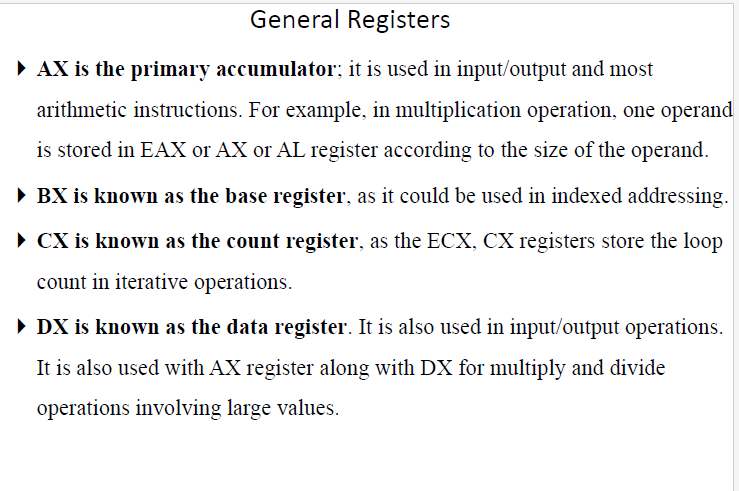 General Registers
AX is the primary accumulator; it is used in input/output and most
arithmetic instructions. For example, in multiplication operation, one operand
is stored in EAX or AX or AL register according to the size of the operand.
BX is known as the base register, as it could be used in indexed addressing.
CX is known as the count register, as the ECX, CX registers store the loop
count in iterative operations.
DX is known as the data register. It is also used in input/output operations.
It is also used with AX register along with DX for multiply and divide
operations involving large values.